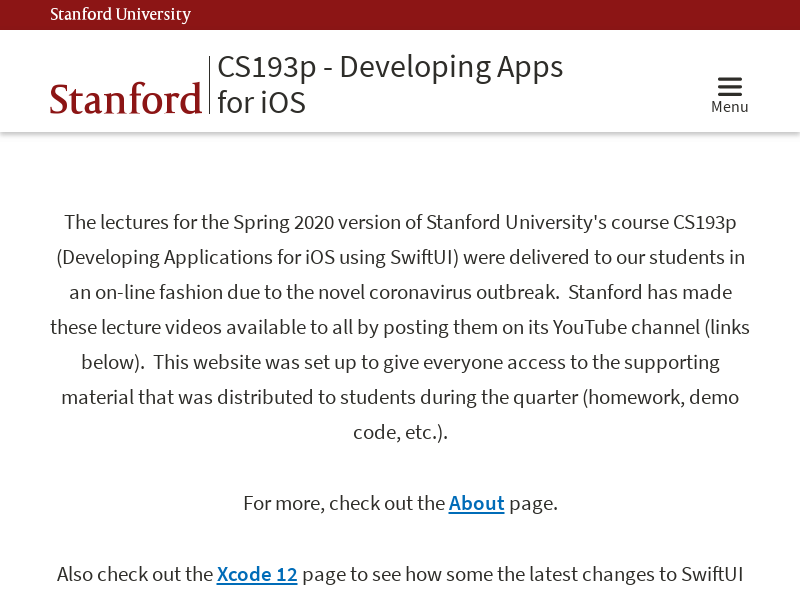 Stanford University
Stanford
CS193p - Developing Apps
for iOS
Menu
The lectures for the Spring 2020 version of Stanford University's course CS193p
(Developing Applications for iOS using SwiftUI) were delivered to our students in
an on-line fashion due to the novel coronavirus outbreak.  Stanford has made
these lecture videos available to all by posting them on its YouTube channel (links
below).  This website was set up to give everyone access to the supporting
material that was distributed to students during the quarter (homework, demo
code, etc.).
For more, check out the About page.
Also check out the Xcode 12 page to see how some the latest changes to SwiftUI